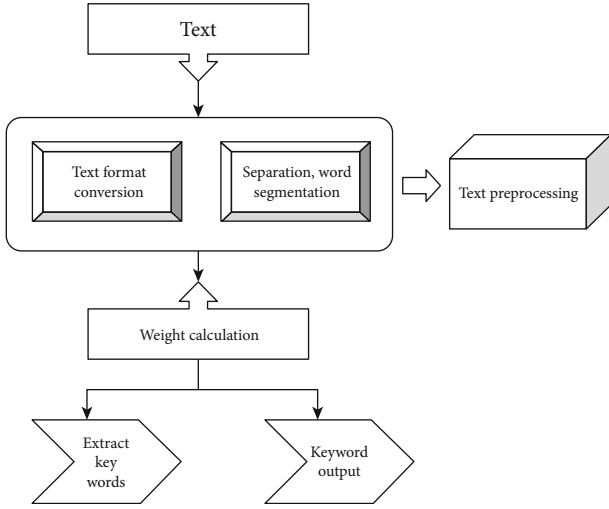 Text
Text format
conversion
Separation, word
segmentation
Text preprocessing
Weight calculation
Extract
key
words
Keyword
output